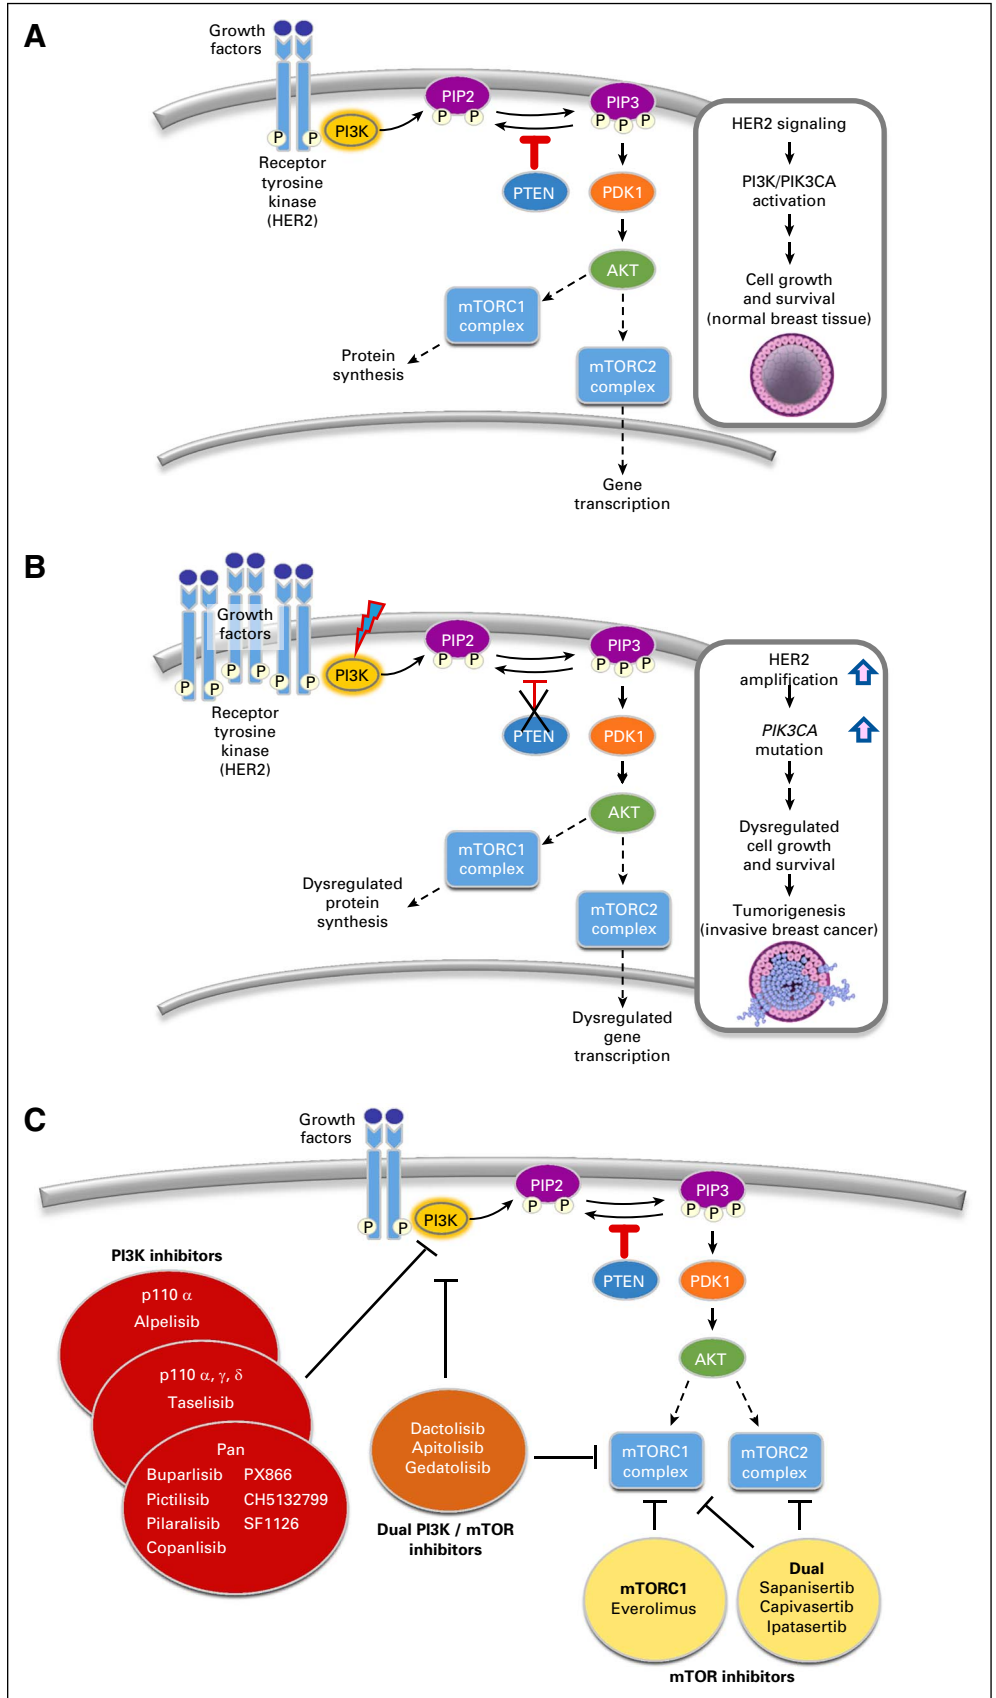 A
Growth
factors
PIP2
PIP3
P
P
P
P
P
P
P
PI3K
Receptor
tyrosine
kinase
(HER2)
PTEN
PDK1
AKT
mTORC1
complex
Protein
synthesis
mTORC2
complex
Gene
transcription
HER2 signaling
PI3K/PIK3CA
activation
Cell growth
and survival
(normal breast tissue)
B
Growth
factors
PIP2
PIP3
P
P
P
P
P
P
P
P
P
P
P
PI3K
Receptor
tyrosine
kinase
(HER2)
PTEN
PDK1
AKT
mTORC1
complex
Dysregulated
protein
synthesis
mTORC2
complex
Dysregulated
gene
transcription
HER2
amplification
PIK3CA
mutation
Dysregulated
cell growth
and survival
Tumorigenesis
(invasive breast cancer)
C
Growth
factors
PIP2
PIP3
P
P
P
P
P
P
P
PI3K
PTEN
PDK1
AKT
PI3K inhibitors
p110 α
Alpelisib
p110 α, γ, δ
Taselisib
Pan
Buparlisib PX866
Pictilisib CH5132799
Pilaralisib SF1126
Copanlisib
Dactolisib
Apitolisib
Gedatolisib
Dual PI3K / mTOR
inhibitors
mTORC1
complex
mTORC2
complex
mTORC1
Everolimus
Dual
Sapanisertib
Capivasertib
Ipatasertib
mTOR inhibitors